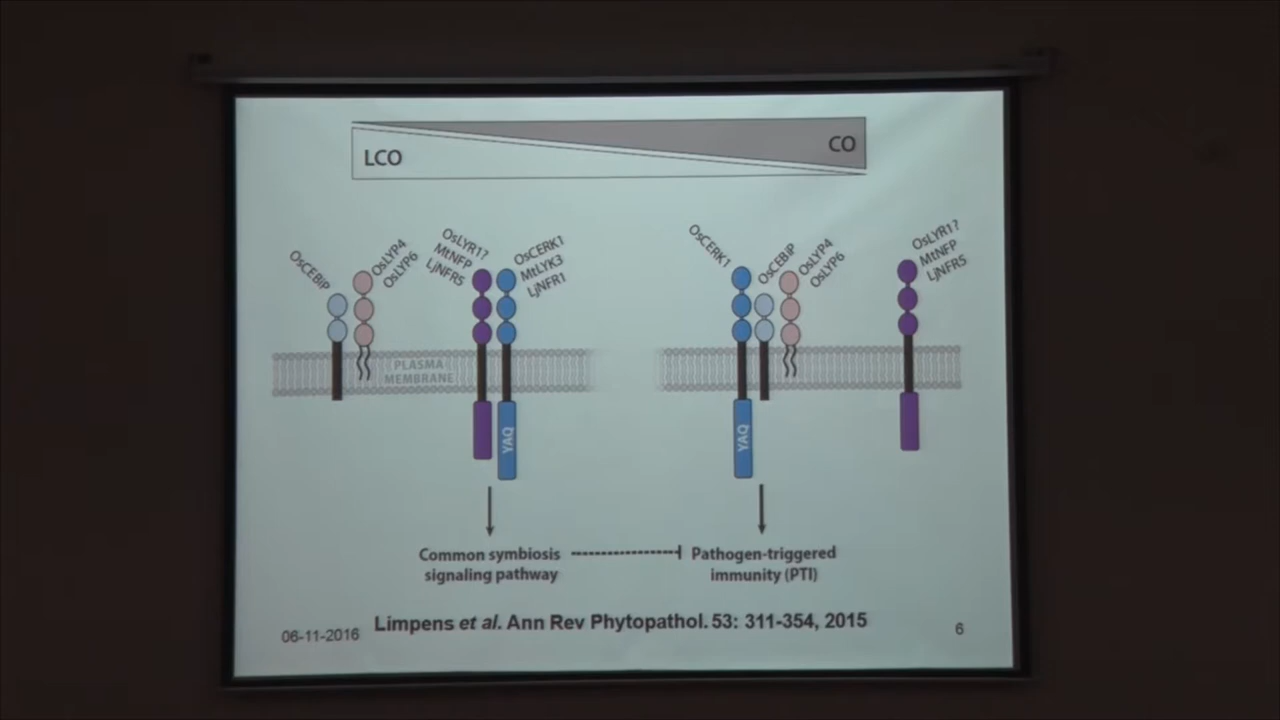 LCO
CO
OsCEBiP
OsLYP4
OsLYP6
OsLYR1?
MtNFP
LjNFR5
OsCERK1
MtLYK3
LjNFR1
OsCERK1
OsCEBiP
OsLYP4
OsLYP6
OsLYR1?
MtNFP
LjNFR5
PLASMA
MEMBRANE
YAQ
YAQ
Common symbiosis
signaling pathway
Pathogen-triggered
immunity (PTI)
Limpens et al. Ann Rev Phytopathol. 53: 311-354, 2015
06-11-2016
6